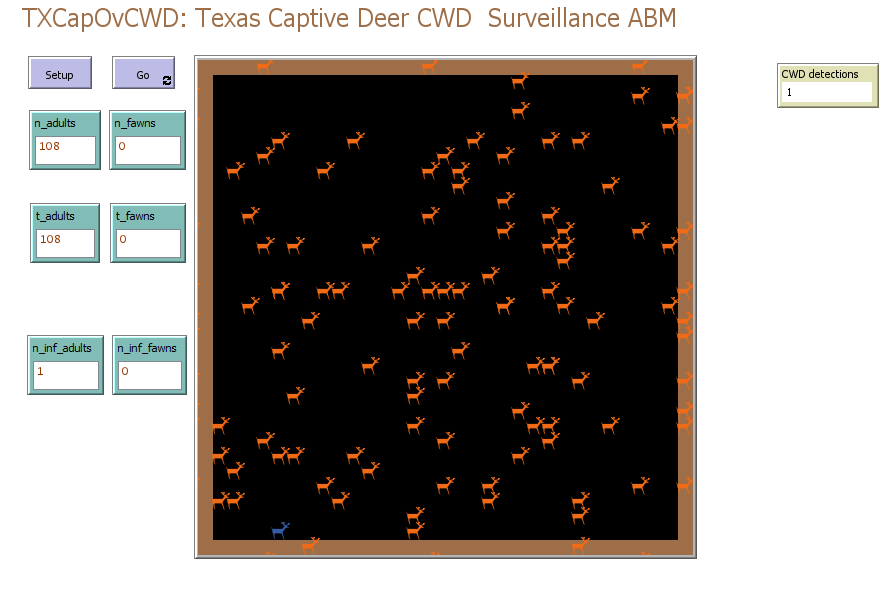 TXCapOvCWD: Texas Captive Deer CWD  Surveillance ABM
Setup
Go
CWD detections
1
n_adults
108
n_fawns
0
t_adults
108
t_fawns
0
n_inf_adults
1
n_inf_fawns
0